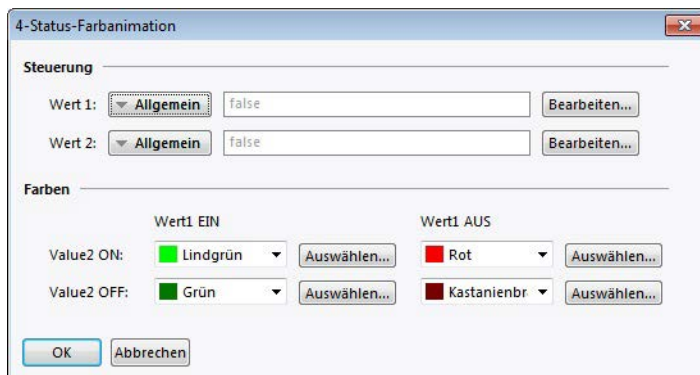 4-Status-Farbanimation
Steuerung
Wert 1: Allgemein false Bearbeiten...
Wert 2: Allgemein false Bearbeiten...
Farben
Wert1 EIN Wert1 AUS
Value2 ON: Lindgrün Auswählen... Rot Auswählen...
Value2 OFF: Grün Auswählen... Kastanienbr Auswählen...
OK Abbrechen